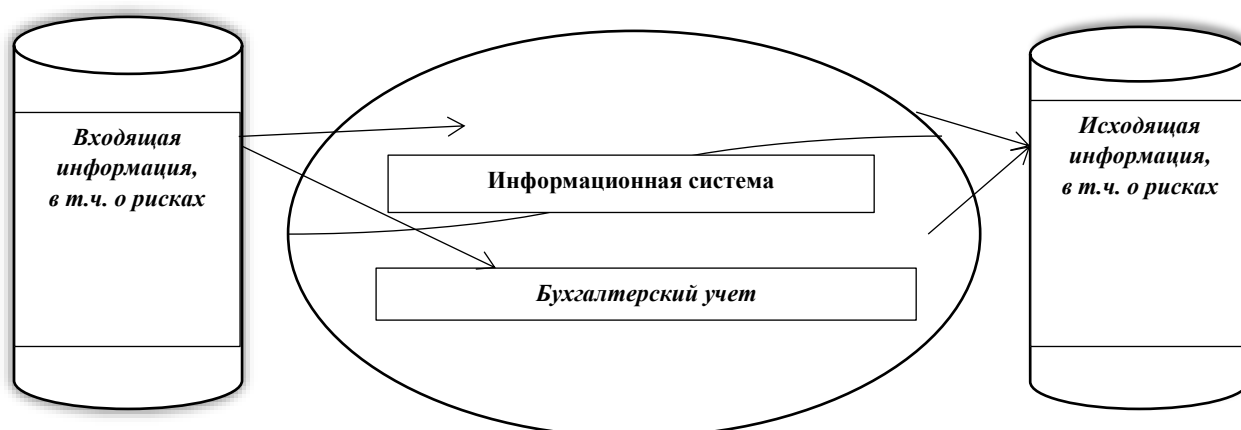 Входящая
информация,
в т.ч. о рисках
Информационная система
Бухгалтерский учет
Исходящая
информация,
в т.ч. о рисках